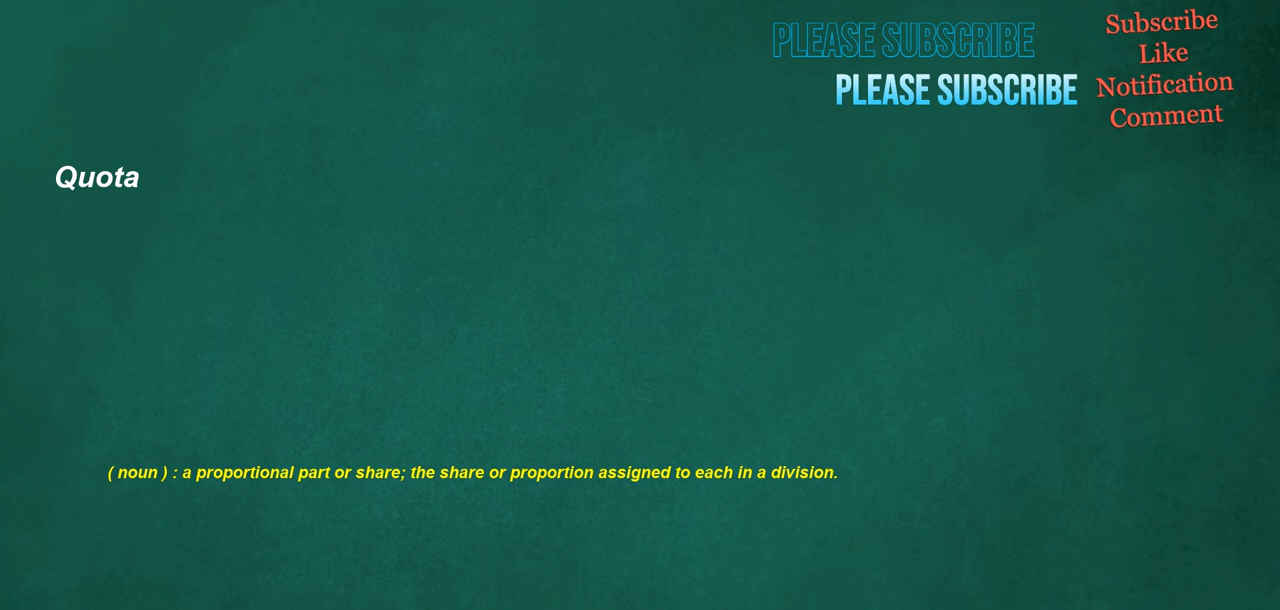 PLEASE SUBSCRIBE
PLEASE SUBSCRIBE
Subscribe
Like
Notification
Comment
Quota
( noun ) : a proportional part or share; the share or proportion assigned to each in a division.